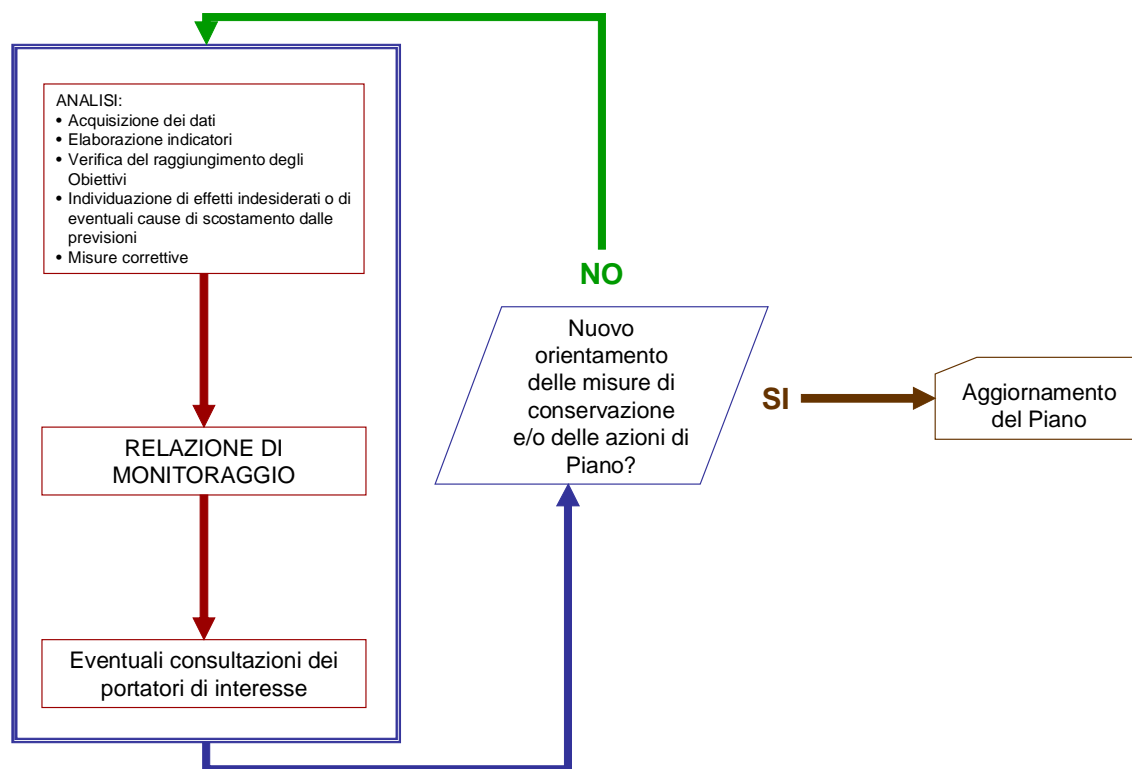 ANALISI:
• Acquisizione dei dati
• Elaborazione indicatori
• Verifica del raggiungimento degli
Obiettivi
• Individuazione di effetti indesiderati o di
eventuali cause di scostamento dalle
previsioni
• Misure correttive
RELAZIONE DI
MONITORAGGIO
Eventuali consultazioni dei
portatori di interesse
NO
Nuovo
orientamento
delle misure di
conservazione
e/o delle azioni di
Piano?
SI
Aggiornamento
del Piano